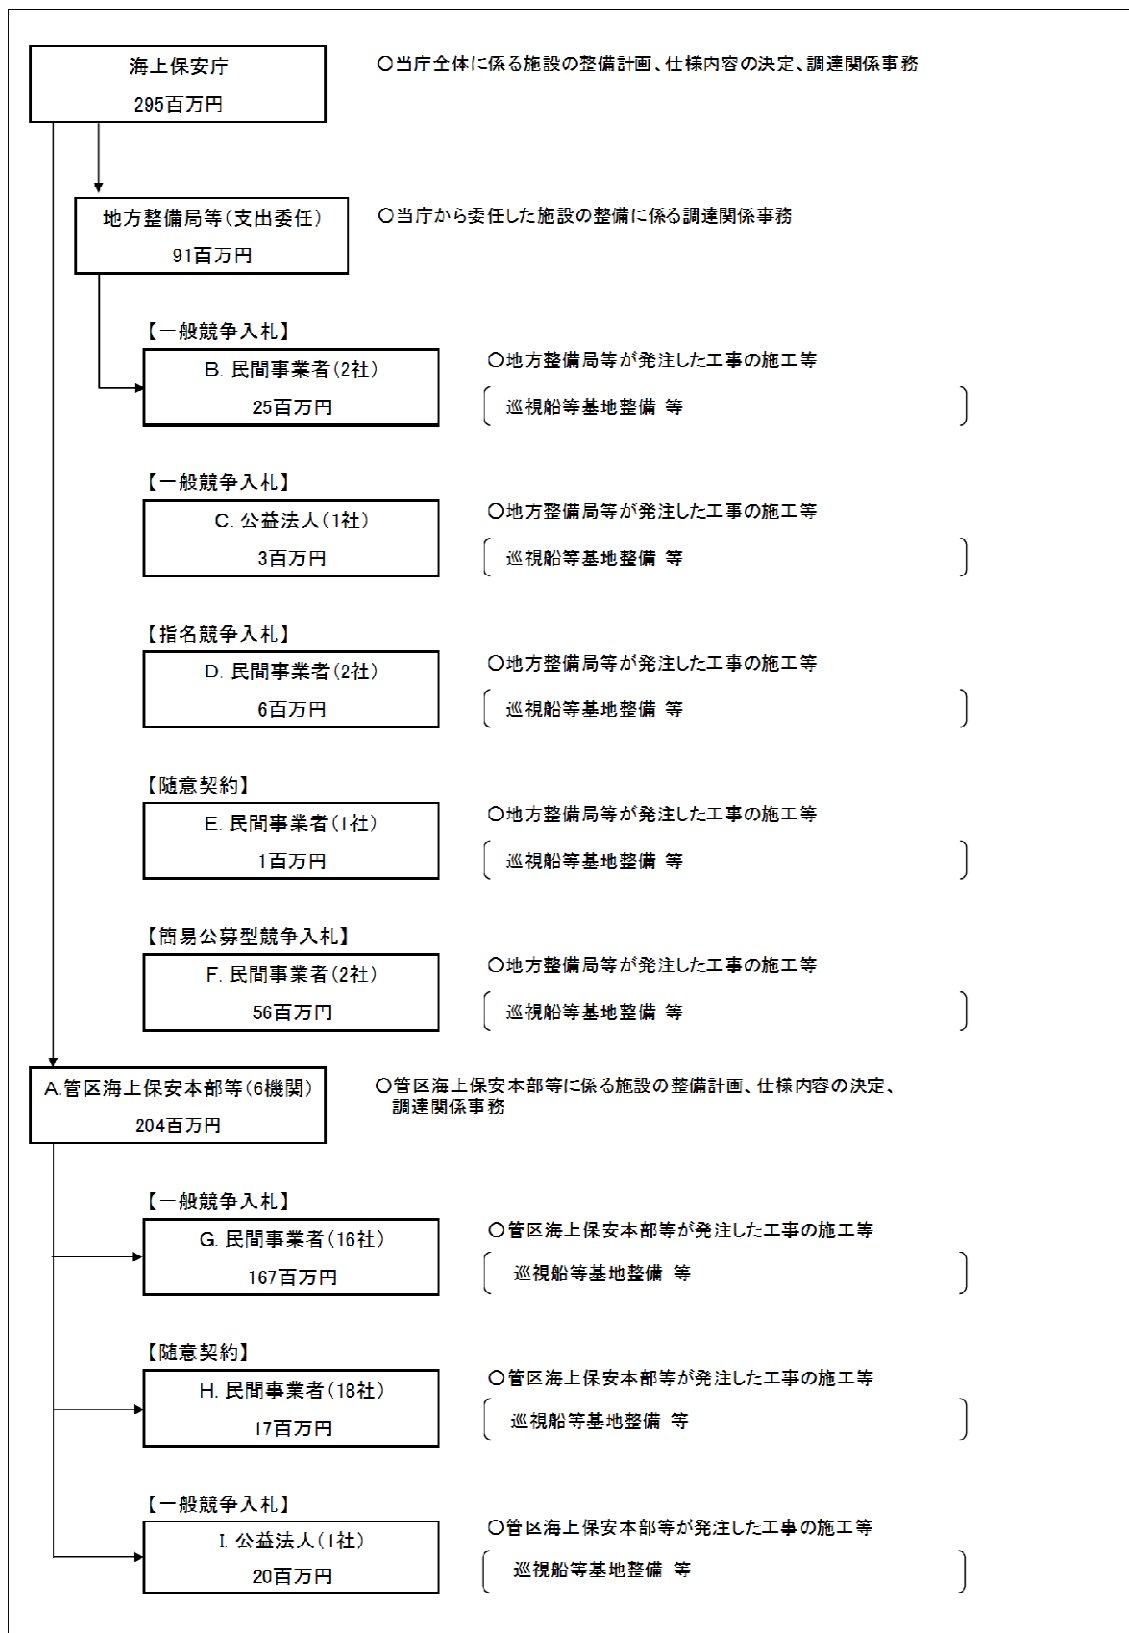 海上保安庁
295百万円
○当庁全体に係る施設の整備計画、仕様内容の決定、調達関係事務
地方整備局等(支出委任)
91百万円
○当庁から委任した施設の整備に係る調達関係事務
【一般競争入札】
B. 民間事業者(2社)
25百万円
○地方整備局等が発注した工事の施工等
巡視船等基地整備 等
【一般競争入札】
C. 公益法人(1社)
3百万円
○地方整備局等が発注した工事の施工等
巡視船等基地整備 等
【指名競争入札】
D. 民間事業者(2社)
6百万円
○地方整備局等が発注した工事の施工等
巡視船等基地整備 等
【随意契約】
E. 民間事業者(1社)
1百万円
○地方整備局等が発注した工事の施工等
巡視船等基地整備 等
【簡易公募型競争入札】
F. 民間事業者(2社)
56百万円
○地方整備局等が発注した工事の施工等
巡視船等基地整備 等
A.管区海上保安本部等(6機関)
204百万円
○管区海上保安本部等に係る施設の整備計画、仕様内容の決定、
調達関係事務
【一般競争入札】
G. 民間事業者(16社)
167百万円
○管区海上保安本部等が発注した工事の施工等
巡視船等基地整備 等
【随意契約】
H. 民間事業者(18社)
17百万円
○管区海上保安本部等が発注した工事の施工等
巡視船等基地整備 等
【一般競争入札】
I. 公益法人(1社)
20百万円
○管区海上保安本部等が発注した工事の施工等
巡視船等基地整備 等